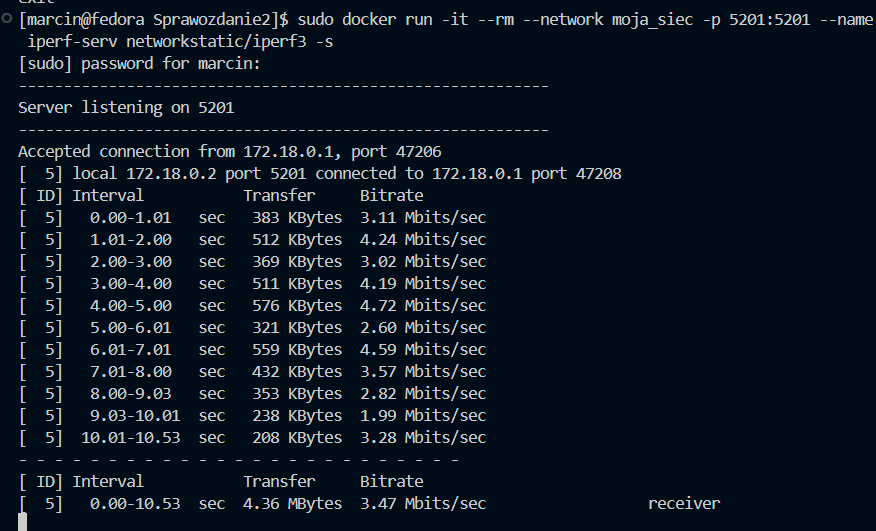 exit
[marcin@fedora Sprawozdanie2]$ sudo docker run -it --rm --network moja_siec -p 5201:5201 --name
iperf-serv networkstatic/iperf3 -s
[sudo] password for marcin:
-----------------------------------------------------------
Server listening on 5201
-----------------------------------------------------------
Accepted connection from 172.18.0.1, port 47206
[  5] local 172.18.0.2 port 5201 connected to 172.18.0.1 port 47208
[ ID] Interval           Transfer     Bitrate
[  5]   0.00-1.01   sec   383 KBytes  3.11 Mbits/sec
[  5]   1.01-2.00   sec   512 KBytes  4.24 Mbits/sec
[  5]   2.00-3.00   sec   369 KBytes  3.02 Mbits/sec
[  5]   3.00-4.00   sec   511 KBytes  4.19 Mbits/sec
[  5]   4.00-5.00   sec   576 KBytes  4.72 Mbits/sec
[  5]   5.00-6.01   sec   321 KBytes  2.60 Mbits/sec
[  5]   6.01-7.01   sec   559 KBytes  4.59 Mbits/sec
[  5]   7.01-8.00   sec   432 KBytes  3.57 Mbits/sec
[  5]   8.00-9.03   sec   353 KBytes  2.82 Mbits/sec
[  5]   9.03-10.01  sec   238 KBytes  1.99 Mbits/sec
[  5]  10.01-10.53  sec   208 KBytes  3.28 Mbits/sec
- - - - - - - - - - - - - - - - - - - - - - - - -
[ ID] Interval           Transfer     Bitrate
[  5]   0.00-10.53  sec  4.36 MBytes  3.47 Mbits/sec                  receiver